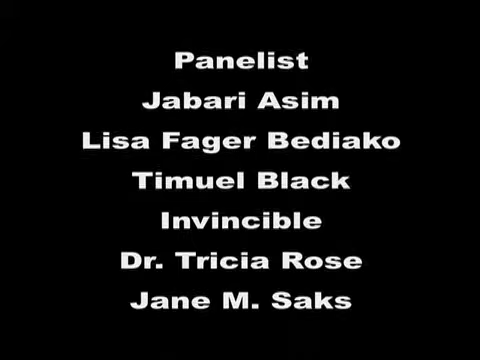 Panelist
Jabari Asim
Lisa Fager Bediako
Timuel Black
Invincible
Dr. Tricia Rose
Jane M. Saks